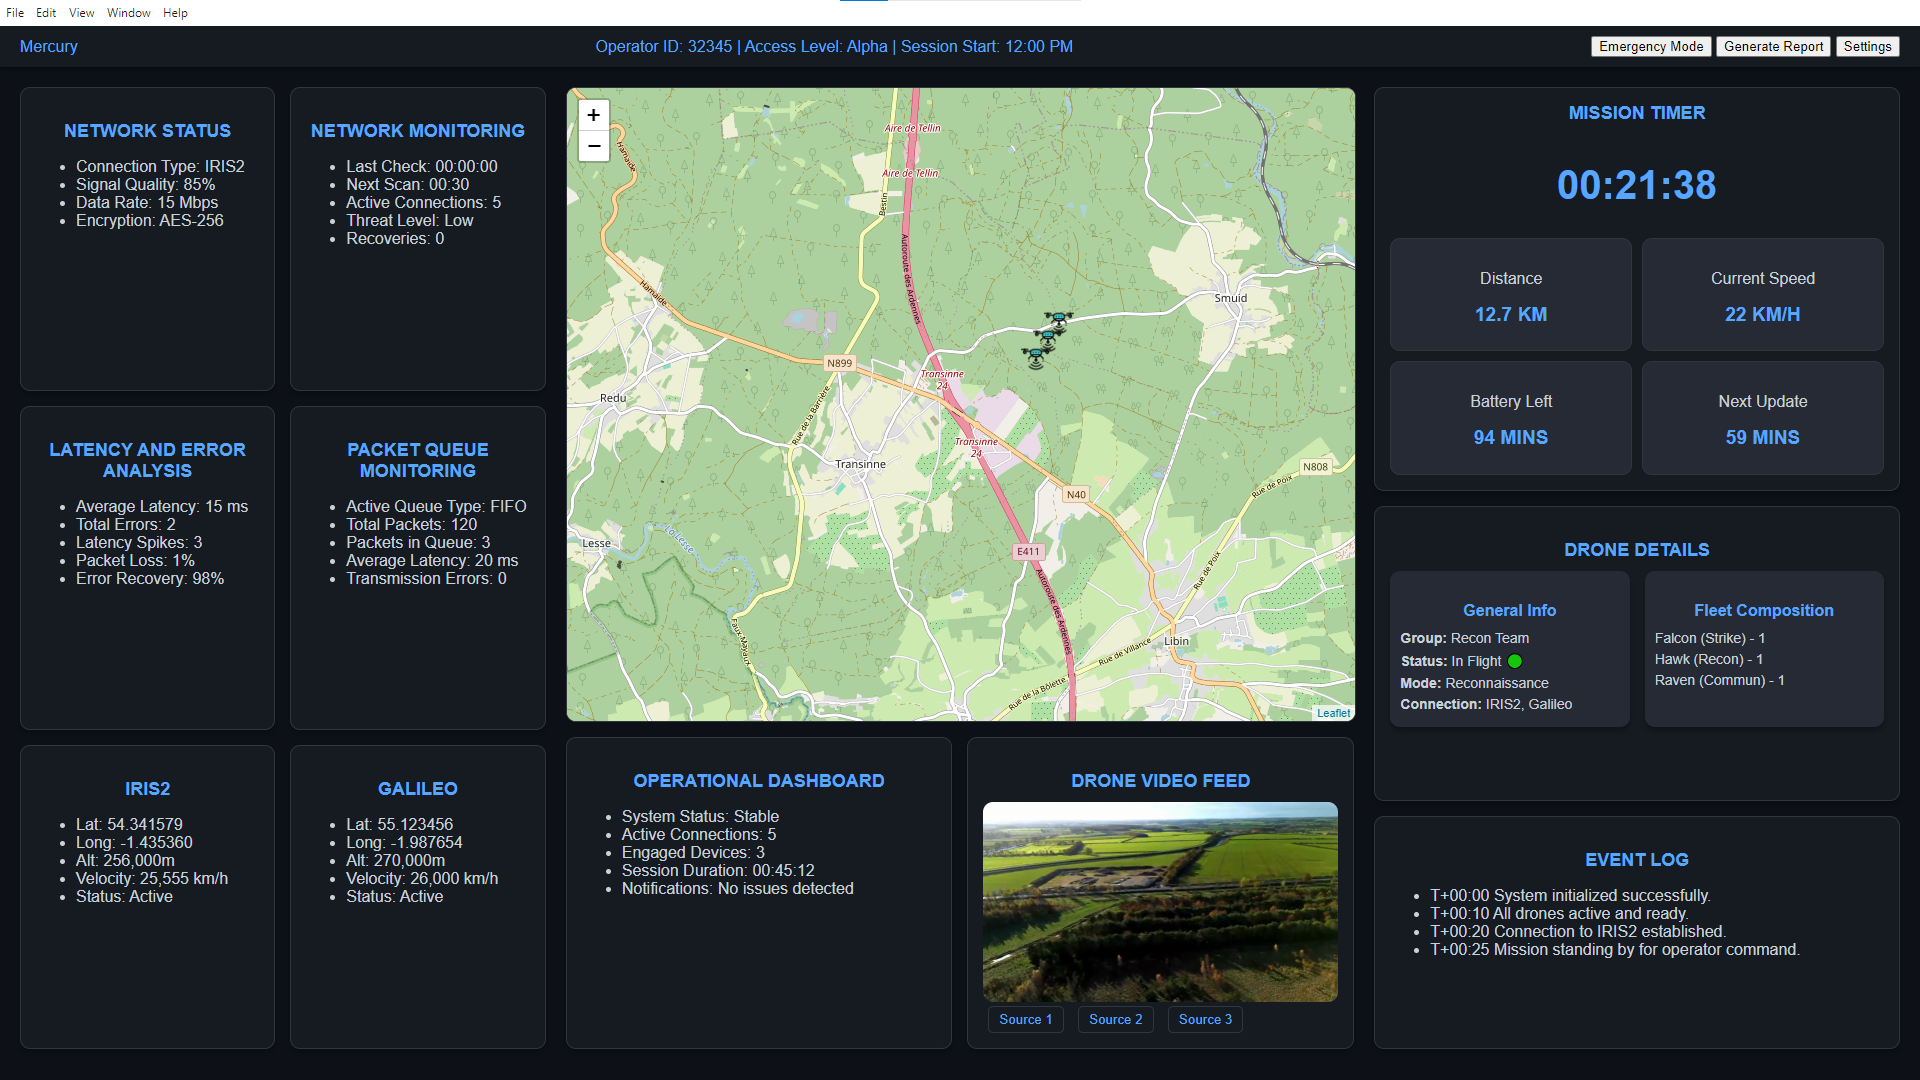 File Edit View Window Help
Mercury
Operator ID: 32345 | Access Level: Alpha | Session Start: 12:00 PM
Emergency Mode
Generate Report
Settings
NETWORK STATUS
Connection Type: IRIS2
Signal Quality: 85%
Data Rate: 15 Mbps
Encryption: AES-256
NETWORK MONITORING
Last Check: 00:00:00
Next Scan: 00:30
Active Connections: 5
Threat Level: Low
Recoveries: 0
LATENCY AND ERROR
ANALYSIS
Average Latency: 15 ms
Total Errors: 2
Latency Spikes: 3
Packet Loss: 1%
Error Recovery: 98%
PACKET QUEUE
MONITORING
Active Queue Type: FIFO
Total Packets: 120
Packets in Queue: 3
Average Latency: 20 ms
Transmission Errors: 0
IRIS2
Lat: 54.341579
Long: -1.435360
Alt: 256,000m
Velocity: 25,555 km/h
Status: Active
GALILEO
Lat: 55.123456
Long: -1.987654
Alt: 270,000m
Velocity: 26,000 km/h
Status: Active
+
−
Aire de Tellin
Hamaide
Aire de Tellin
Bestin
Autoroute des Ardennes
Hamaide
Smuid
N899
Transinne
24
Redu
Rue de la Barrière
Transinne
24
Transinne
N808
Rue de Poix
N40
La Lesse
Lesse
E411
Rue de Poix
Autoroute des Ardennes
Faux-Mayaux
Libin
Rue de Villance
Rue de la Bôlette
Leaflet
OPERATIONAL DASHBOARD
System Status: Stable
Active Connections: 5
Engaged Devices: 3
Session Duration: 00:45:12
Notifications: No issues detected
DRONE VIDEO FEED
Source 1
Source 2
Source 3
MISSION TIMER
00:21:38
Distance
12.7 KM
Current Speed
22 KM/H
Battery Left
94 MINS
Next Update
59 MINS
DRONE DETAILS
General Info
Group: Recon Team
Status: In Flight
Mode: Reconnaissance
Connection: IRIS2, Galileo
Fleet Composition
Falcon (Strike) - 1
Hawk (Recon) - 1
Raven (Commun) - 1
EVENT LOG
T+00:00 System initialized successfully.
T+00:10 All drones active and ready.
T+00:20 Connection to IRIS2 established.
T+00:25 Mission standing by for operator command.